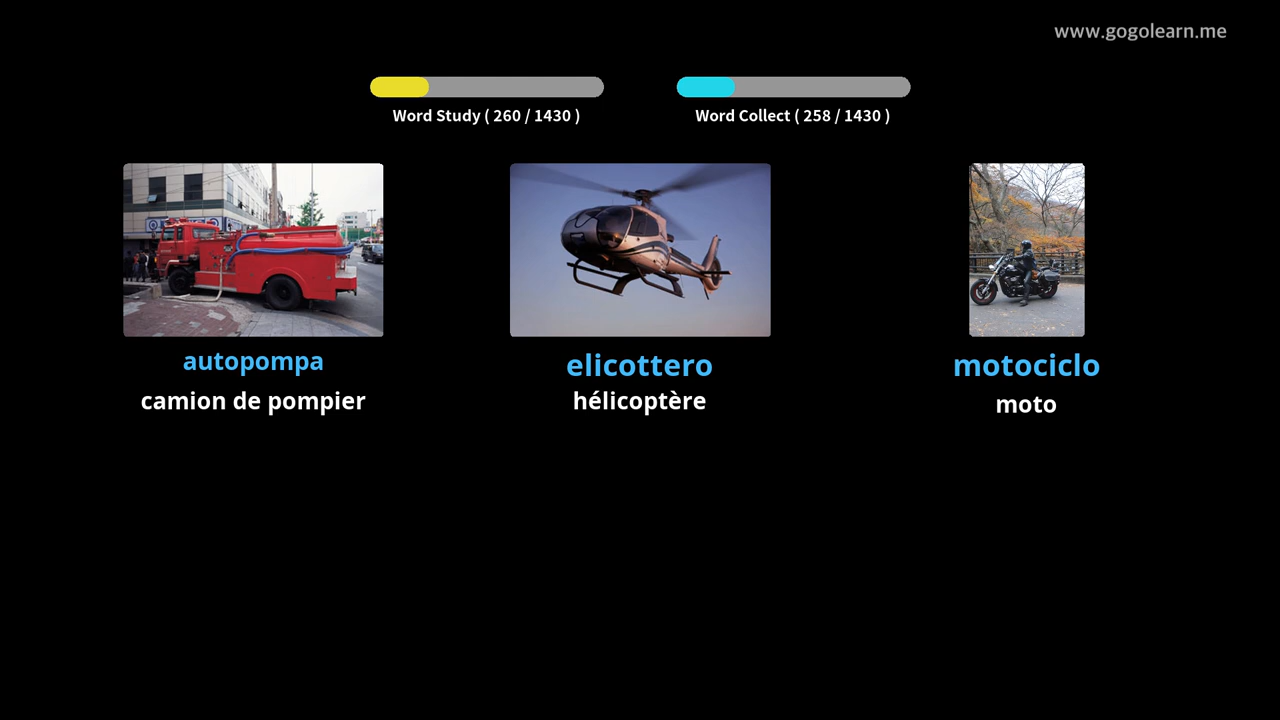 www.gogolearn.me
Word Study ( 260 / 1430 )
Word Collect ( 258 / 1430 )
autopompa
camion de pompier
elicottero
hélicoptère
motociclo
moto